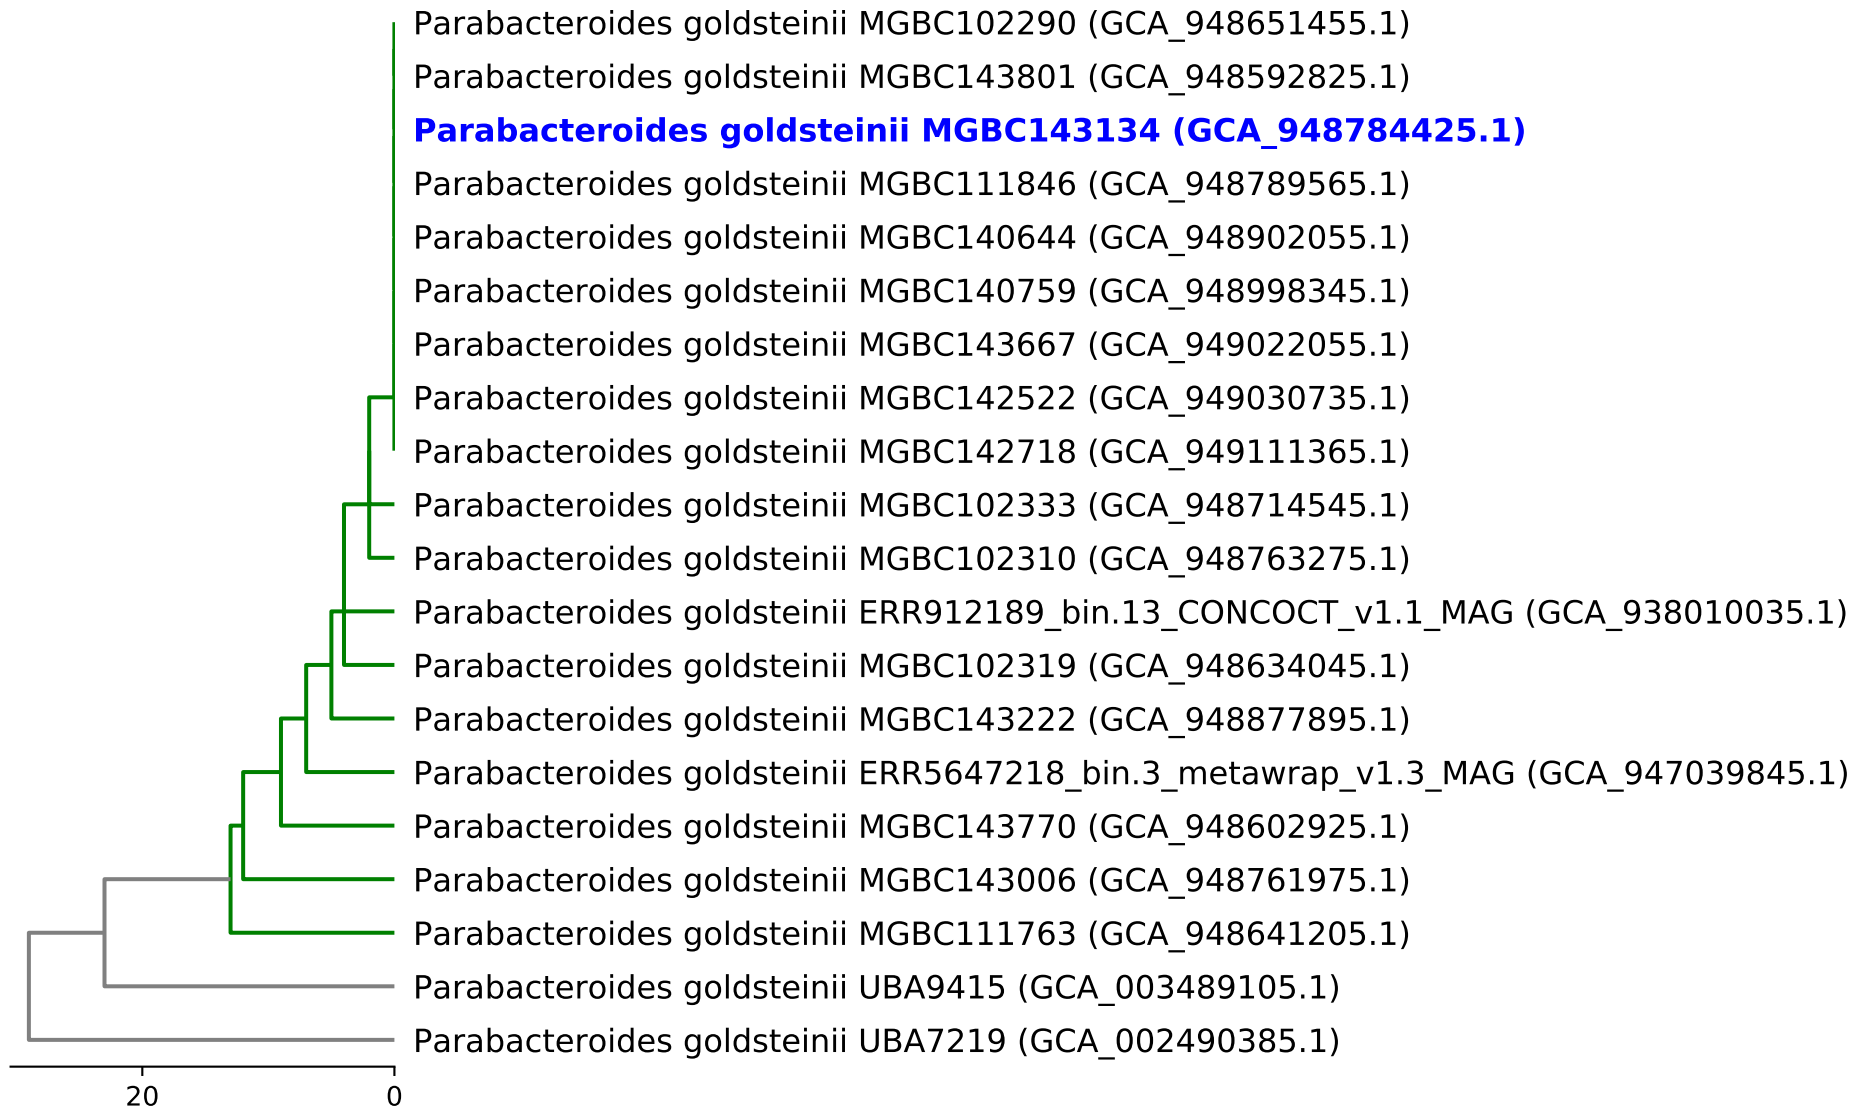 Parabacteroides goldsteinii MGBC102290 (GCA_948651455.1)
Parabacteroides goldsteinii MGBC143801 (GCA_948592825.1)
Parabacteroides goldsteinii MGBC143134 (GCA_948784425.1)
Parabacteroides goldsteinii MGBC111846 (GCA_948789565.1)
Parabacteroides goldsteinii MGBC140644 (GCA_948902055.1)
Parabacteroides goldsteinii MGBC140759 (GCA_948998345.1)
Parabacteroides goldsteinii MGBC143667 (GCA_949022055.1)
Parabacteroides goldsteinii MGBC142522 (GCA_949030735.1)
Parabacteroides goldsteinii MGBC142718 (GCA_949111365.1)
Parabacteroides goldsteinii MGBC102333 (GCA_948714545.1)
Parabacteroides goldsteinii MGBC102310 (GCA_948763275.1)
Parabacteroides goldsteinii ERR912189_bin.13_CONCOCT_v1.1_MAG (GCA_938010035.1)
Parabacteroides goldsteinii MGBC102319 (GCA_948634045.1)
Parabacteroides goldsteinii MGBC143222 (GCA_948877895.1)
Parabacteroides goldsteinii ERR5647218_bin.3_metawrap_v1.3_MAG (GCA_947039845.1)
Parabacteroides goldsteinii MGBC143770 (GCA_948602925.1)
Parabacteroides goldsteinii MGBC143006 (GCA_948761975.1)
Parabacteroides goldsteinii MGBC111763 (GCA_948641205.1)
Parabacteroides goldsteinii UBA9415 (GCA_003489105.1)
Parabacteroides goldsteinii UBA7219 (GCA_002490385.1)
20 0